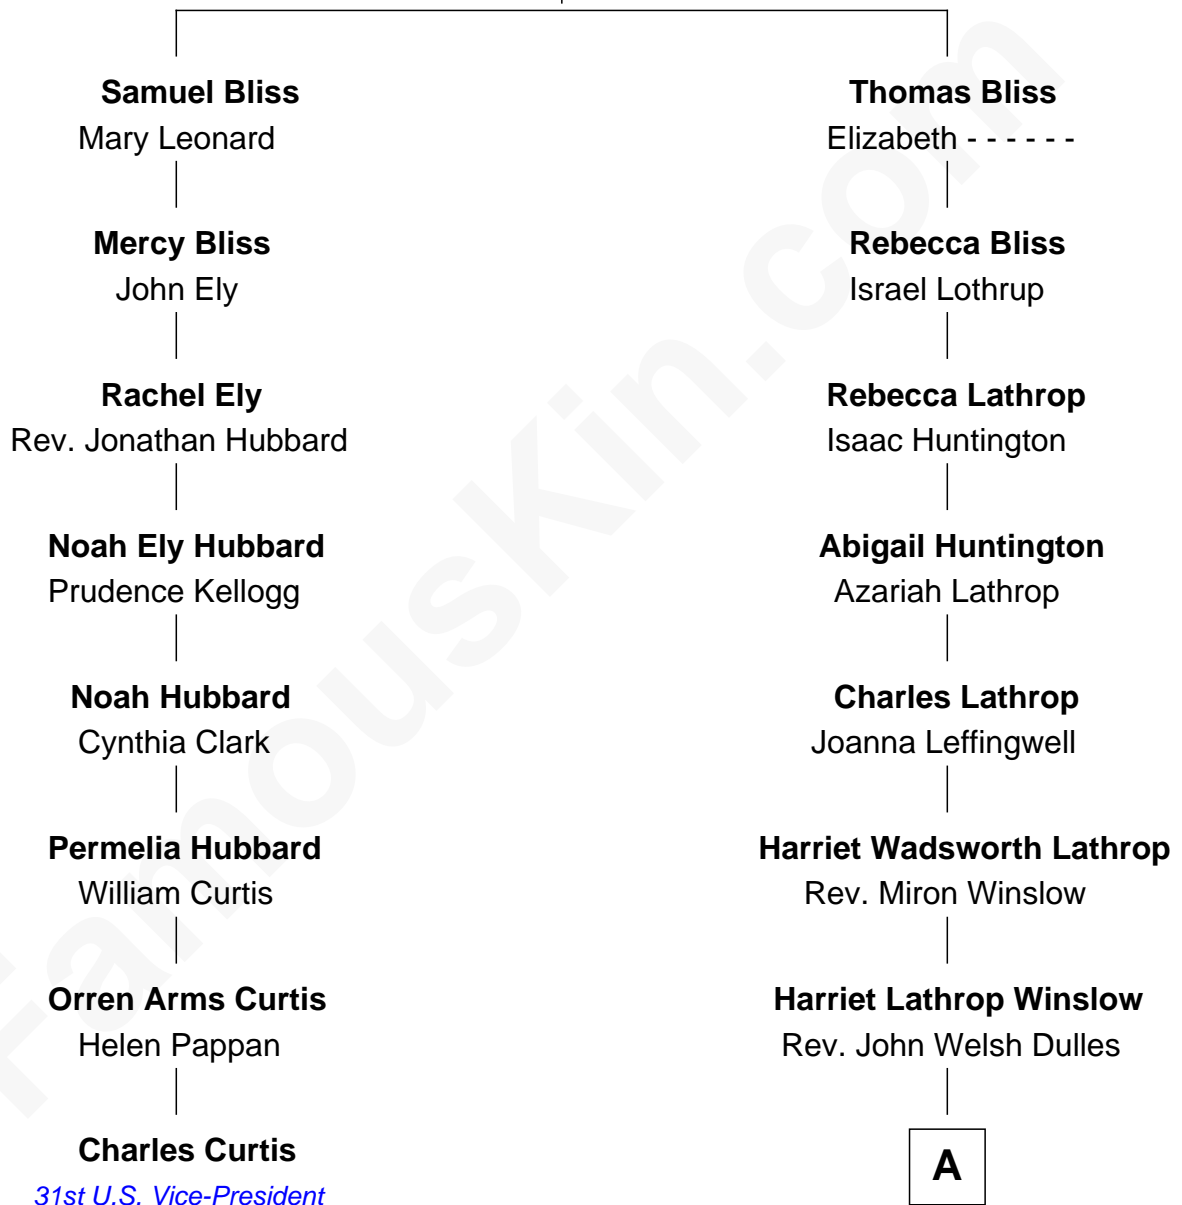 Samuel Bliss
Mary Leonard
Mercy Bliss
John Ely
Rachel Ely
Rev. Jonathan Hubbard
Noah Ely Hubbard
Prudence Kellogg
Noah Hubbard
Cynthia Clark
Permelia Hubbard
William Curtis
Orren Arms Curtis
Helen Pappan
Charles Curtis
31st U.S. Vice-President
Thomas Bliss
Elizabeth - - - - - -
Rebecca Bliss
Israel Lothrup
Rebecca Lathrop
Isaac Huntington
Abigail Huntington
Azariah Lathrop
Charles Lathrop
Joanna Leffingwell
Harriet Wadsworth Lathrop
Rev. Miron Winslow
Harriet Lathrop Winslow
Rev. John Welsh Dulles
A
FamousKin.com